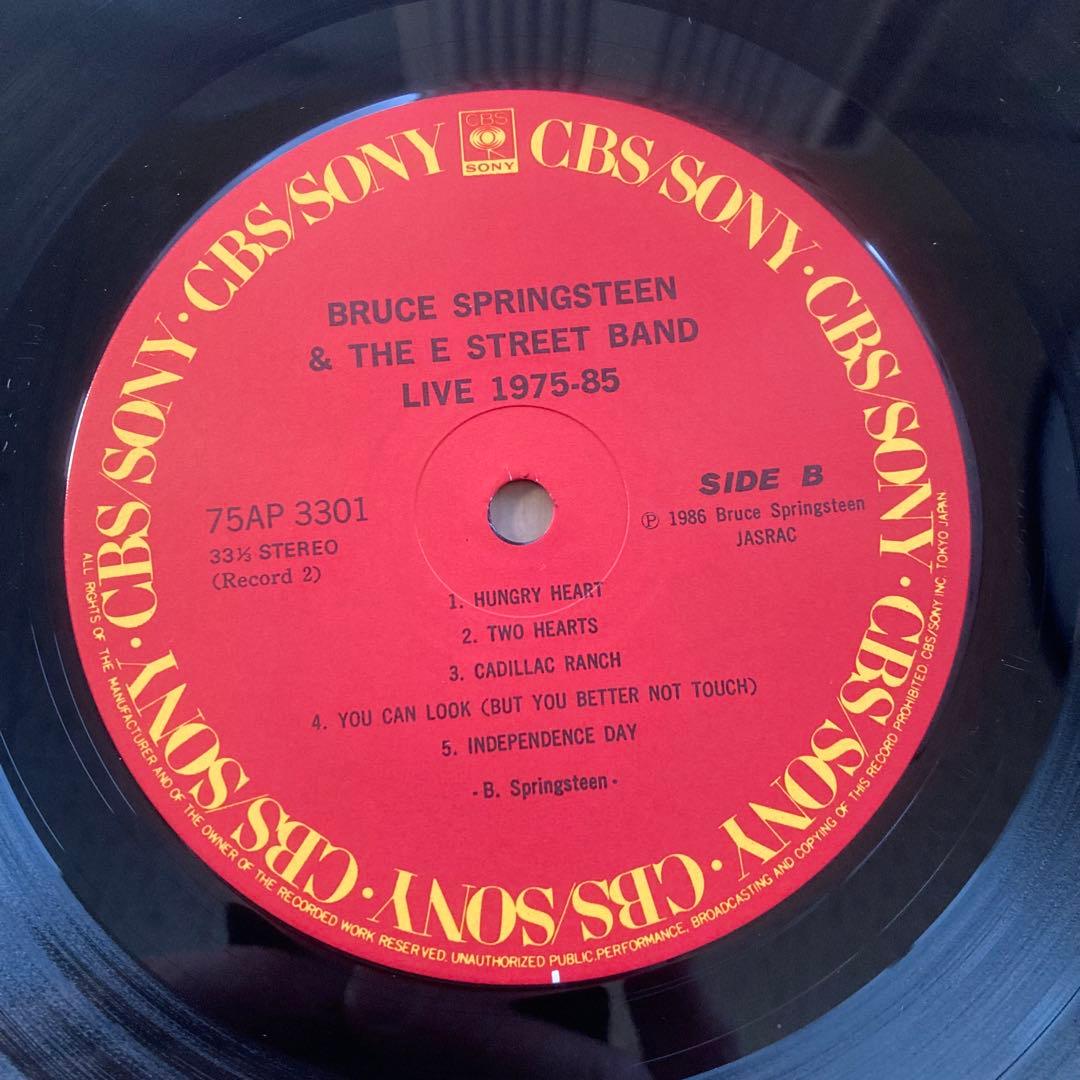 CBS
SONY
CBS/SONY · CBS/SONY · CBS/SONY · CBS/SONY · CBS/SONY · CBS/SONY · CBS/SONY · CBS/SONY · CBS/SONY
BRUCE SPRINGSTEEN
& THE E STREET BAND
LIVE 1975-85
75AP 3301
33⅓ STEREO
(Record 2)
SIDE B
℗ 1986 Bruce Springsteen
JASRAC
1. HUNGRY HEART
2. TWO HEARTS
3. CADILLAC RANCH
4. YOU CAN LOOK (BUT YOU BETTER NOT TOUCH)
5. INDEPENDENCE DAY
-B. Springsteen-
ALL RIGHTS OF THE MANUFACTURER AND OF THE OWNER OF THE RECORDED WORK RESERVED. UNAUTHORIZED PUBLIC PERFORMANCE, BROADCASTING AND COPYING OF THIS RECORD PROHIBITED. CBS/SONY INC. TOKYO JAPAN